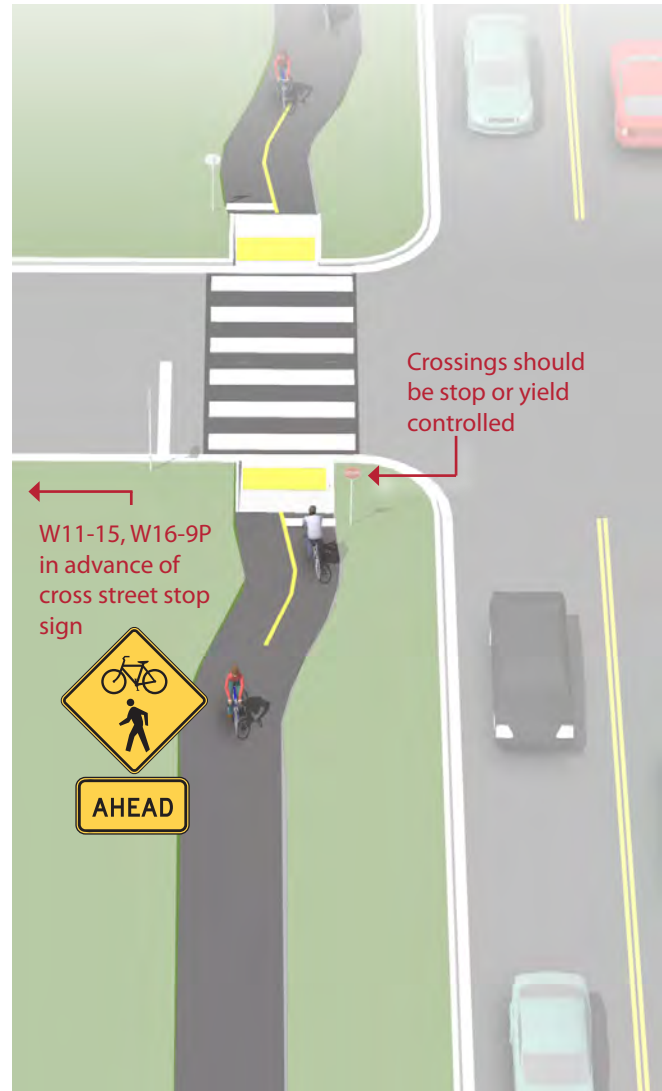 Crossings should
be stop or yield
controlled
W11-15, W16-9P
in advance of
cross street stop
sign
AHEAD